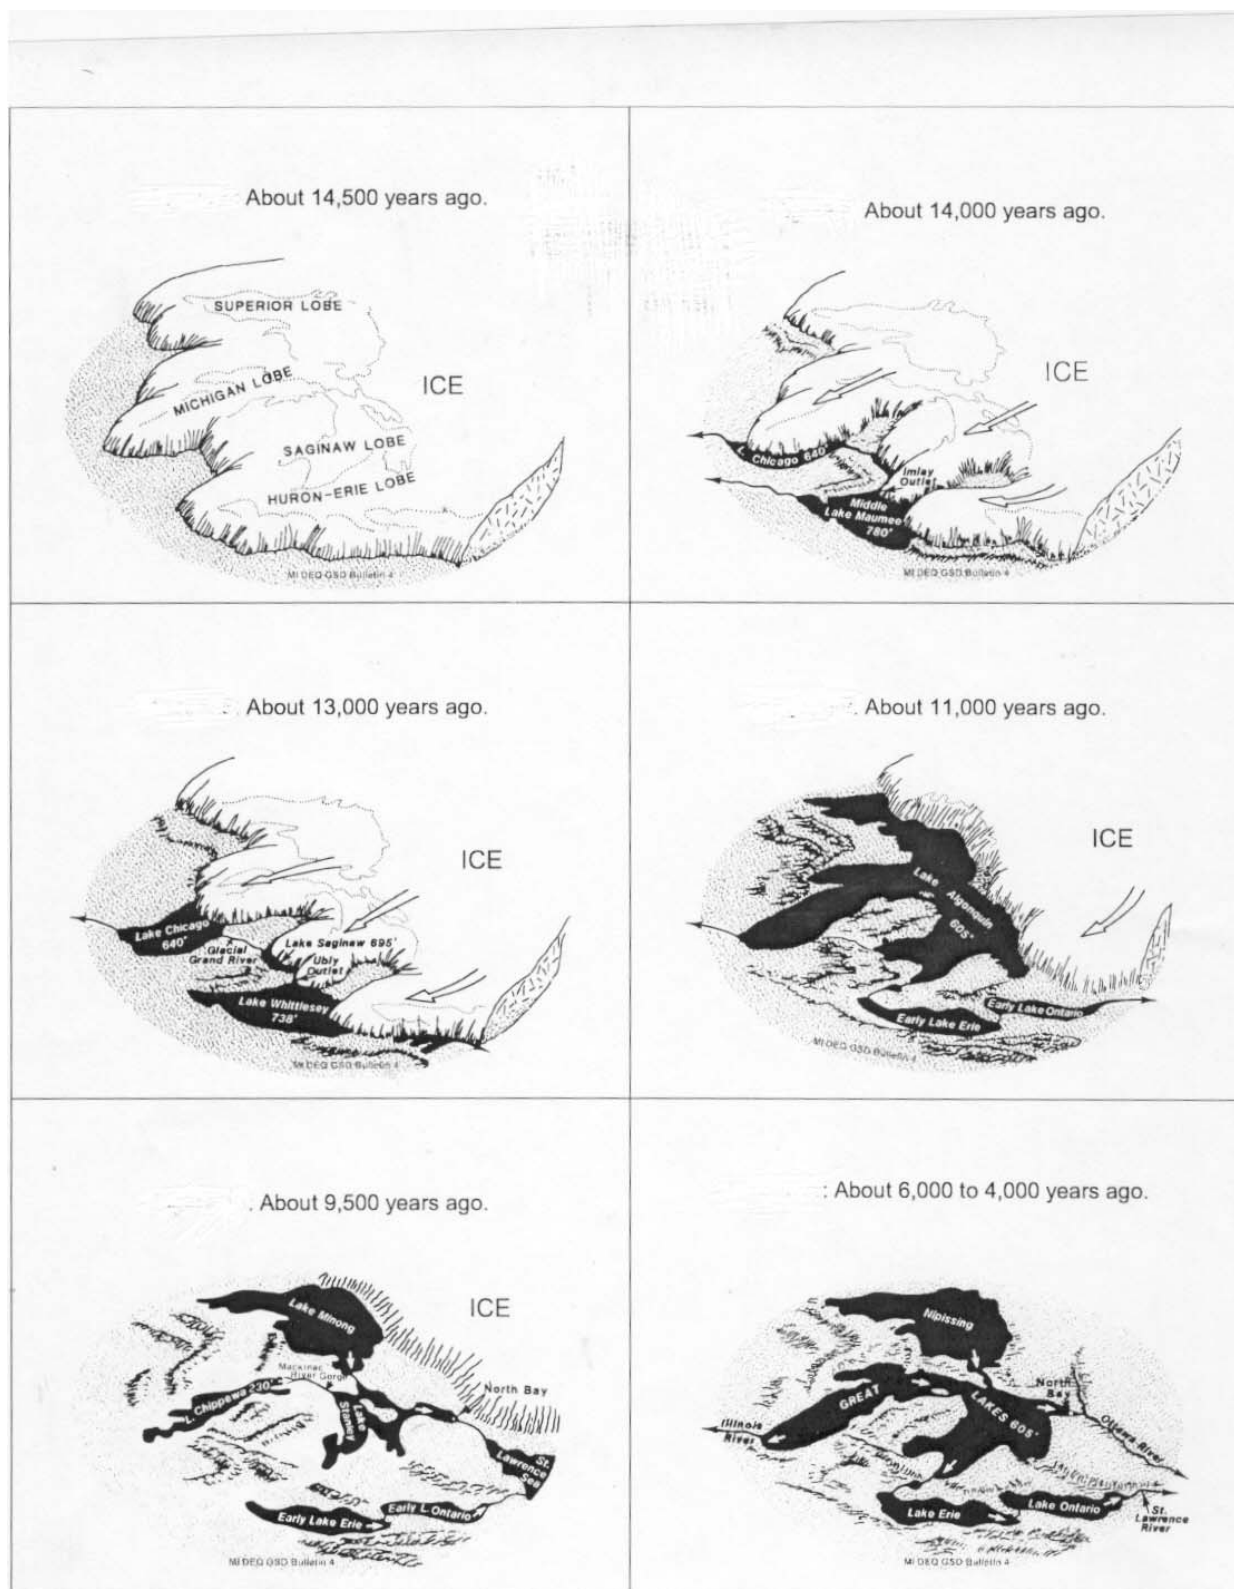 About 14,500 years ago.
SUPERIOR LOBE
ICE
MICHIGAN LOBE
SAGINAW LOBE
HURON-ERIE LOBE
MI DEQ GSD Bulletin 4
About 14,000 years ago.
ICE
L. Chicago 640'
Imlay
Outlet
Middle
Lake Maumee
780'
MI DEQ GSD Bulletin 4
About 13,000 years ago.
ICE
Lake Chicago
640'
Glacial
Grand River
Lake Saginaw 695'
Ubly
Outlet
Lake Whittlesey
738'
MI DEQ GSD Bulletin 4
About 11,000 years ago.
ICE
Lake Algonquin
605'
Early Lake Ontario
Early Lake Erie
MI DEQ GSD Bulletin 4
. About 9,500 years ago.
ICE
Lake Minong
Mackinac
River Gorge
North Bay
L. Chippewa 230'
Lake
Stanley
St.
Lawrence
Sea
Early L. Ontario
Early Lake Erie
MI DEQ GSD Bulletin 4
: About 6,000 to 4,000 years ago.
Nipissing
North
Bay
GREAT
LAKES 605'
Illinois
River
Ottawa River
Lake Ontario
Lake Erie
St.
Lawrence
River
MI DEQ GSD Bulletin 4